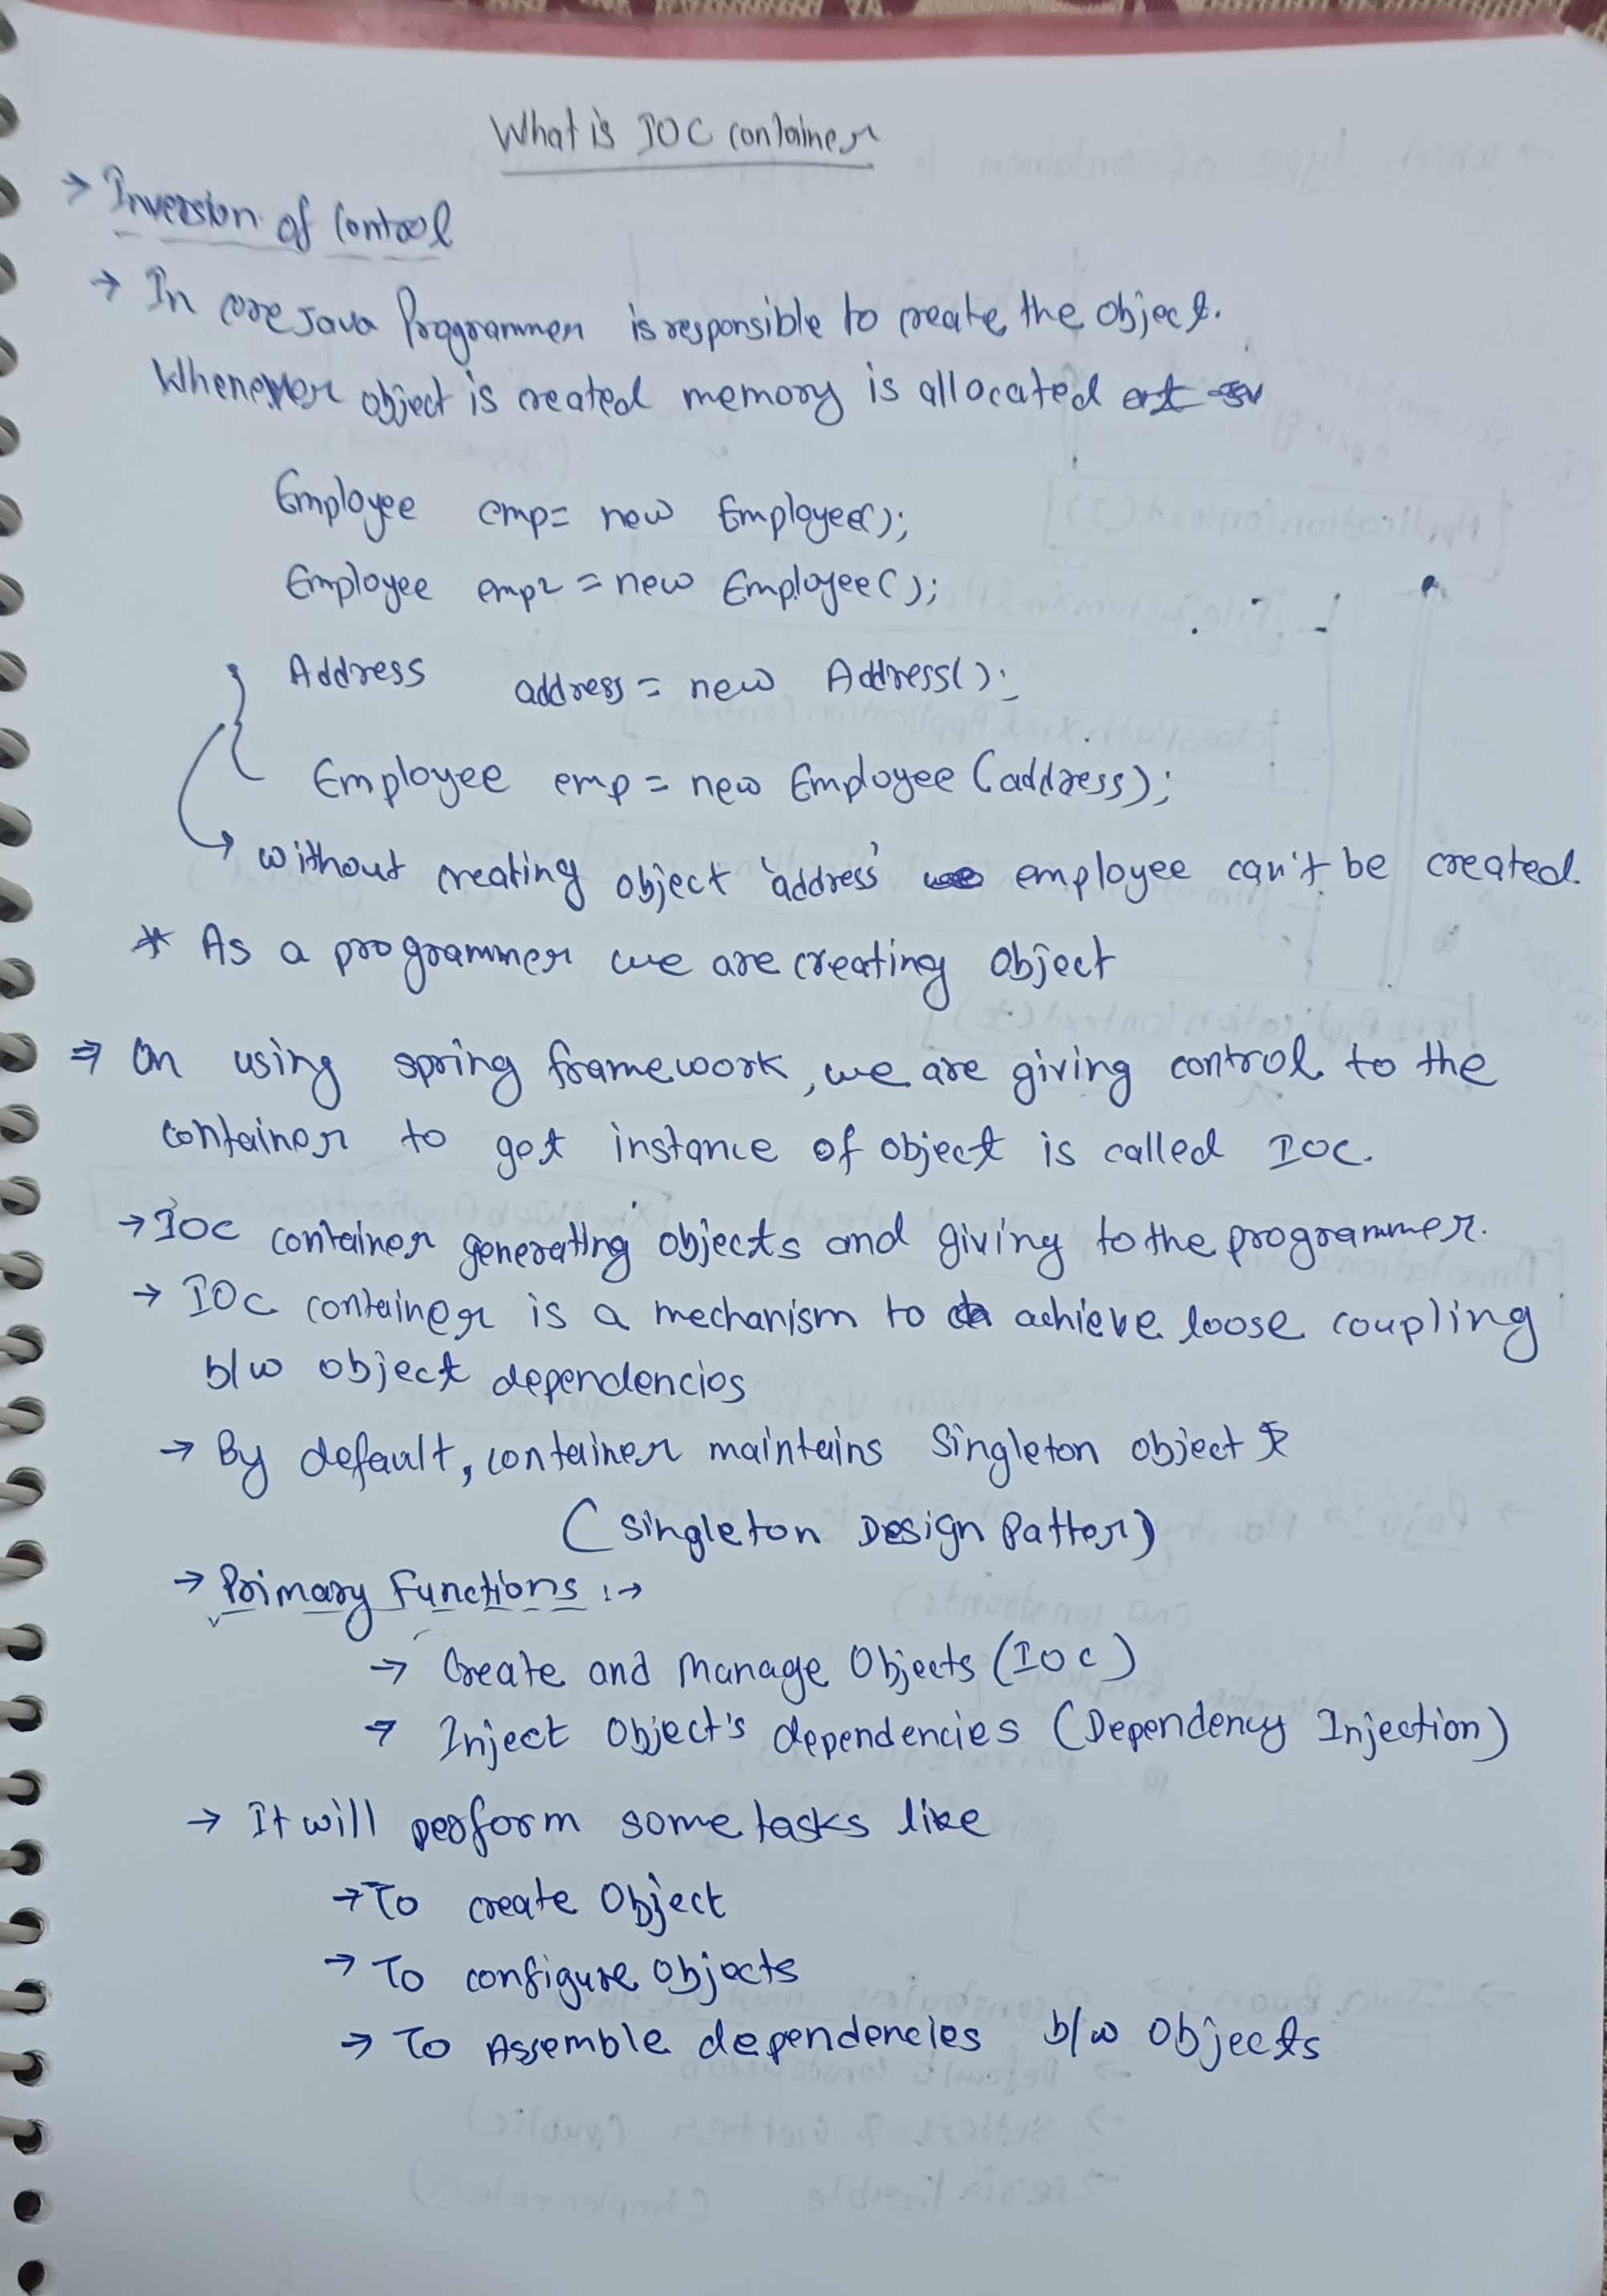 What is IOC container
→ Inversion of Control
→ In core Java Programmer is responsible to create the object.
Whenever object is created memory is allocated at
Employee emp= new Employee();
Employee emp2 = new Employee();
Address address = new Address();
Employee emp = new Employee (address);
→ without creating object 'address' employee can't be created.
* As a programmer we are creating object
⇒ On using spring framework, we are giving control to the
container to get instance of object is called IOC.
→ IOC container generating objects and giving to the programmer.
→ IOC container is a mechanism to achieve loose coupling
b/w object dependencies
→ By default, container maintains Singleton object
(Singleton Design Patter)
→ Primary Functions :→
→ Create and Manage Objects (IOC)
→ Inject Object's dependencies (Dependency Injection)
→ It will perform some tasks like
→ To create Object
→ To configure Objects
→ To Assemble dependencies b/w Objects